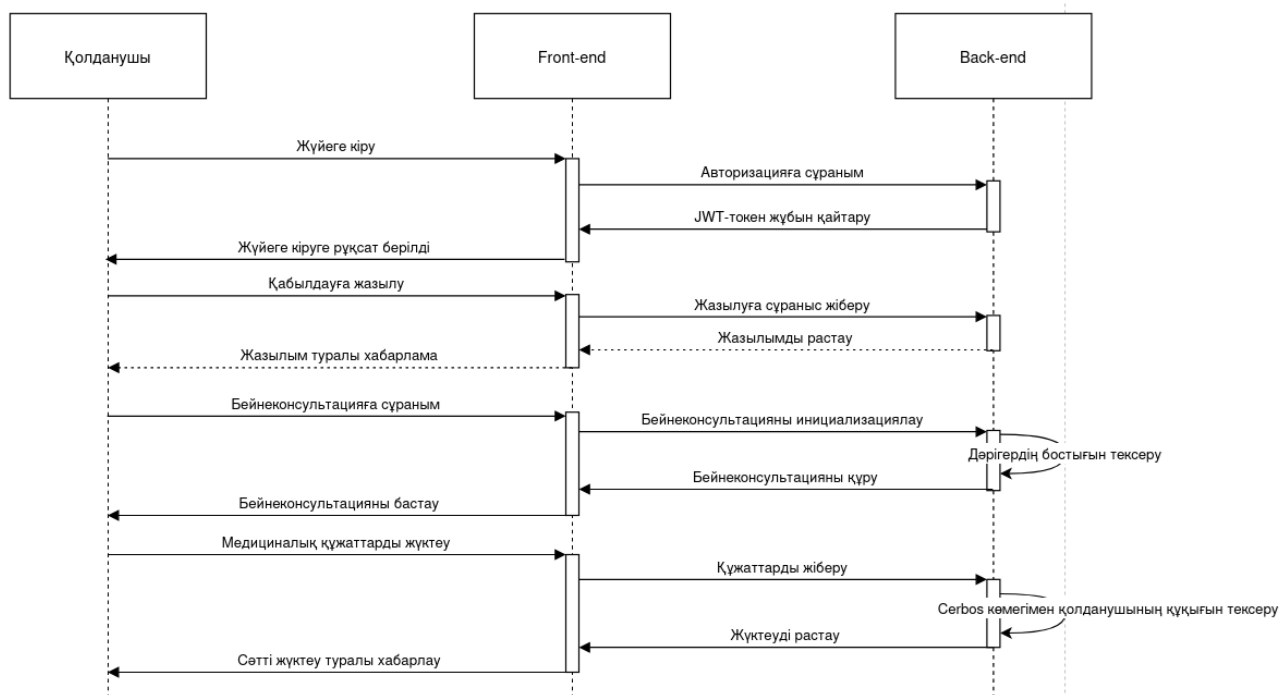 Қолданушы
Front-end
Back-end
Жүйеге кіру
Авторизацияға сұраным
JWT-токен жұбын қайтару
Жүйеге кіруге рұқсат берілді
Қабылдауға жазылу
Жазылуға сұраныс жіберу
Жазылымды растау
Жазылым туралы хабарлама
Бейнеконсультацияға сұраным
Бейнеконсультацияны инициализациялау
Дәрігердің бостығын тексеру
Бейнеконсультацияны құру
Бейнеконсультацияны бастау
Медициналық құжаттарды жүктеу
Құжаттарды жіберу
Cerbos көмегімен қолданушының құқығын тексеру
Жүктеуді растау
Сәтті жүктеу туралы хабарлау